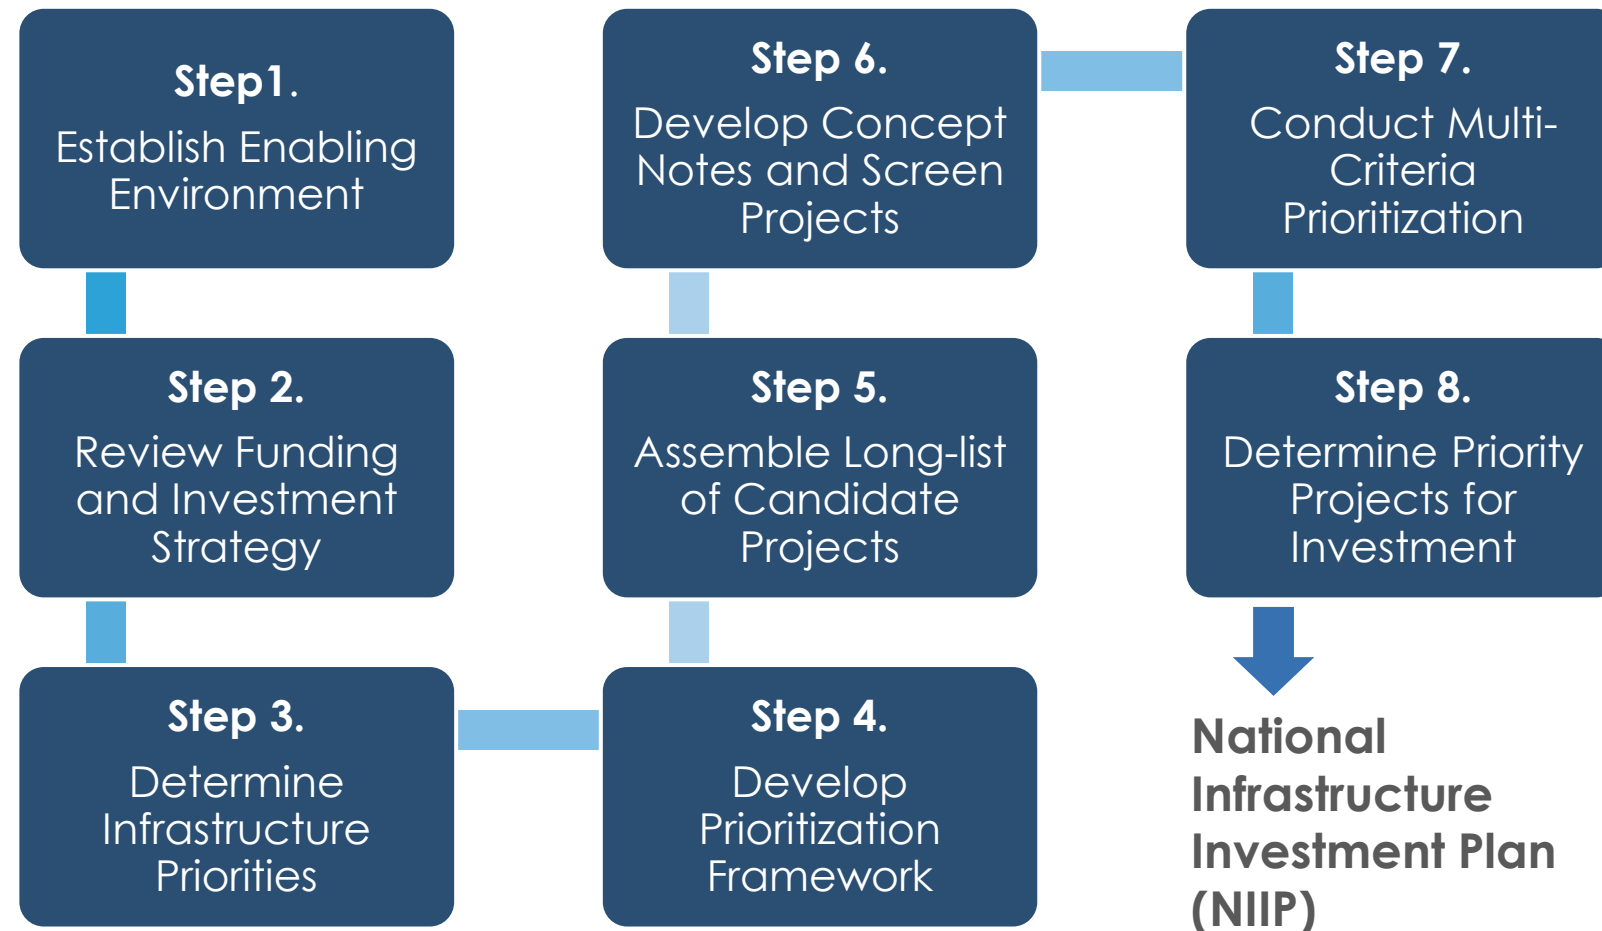 Step1.
Establish Enabling
Environment
Step 2.
Review Funding
and Investment
Strategy
Step 3.
Determine
Infrastructure
Priorities
Step 4.
Develop
Prioritization
Framework
Step 5.
Assemble Long-list
of Candidate
Projects
Step 6.
Develop Concept
Notes and Screen
Projects
Step 7.
Conduct Multi-
Criteria
Prioritization
Step 8.
Determine Priority
Projects for
Investment
National
Infrastructure
Investment Plan
(NIIP)